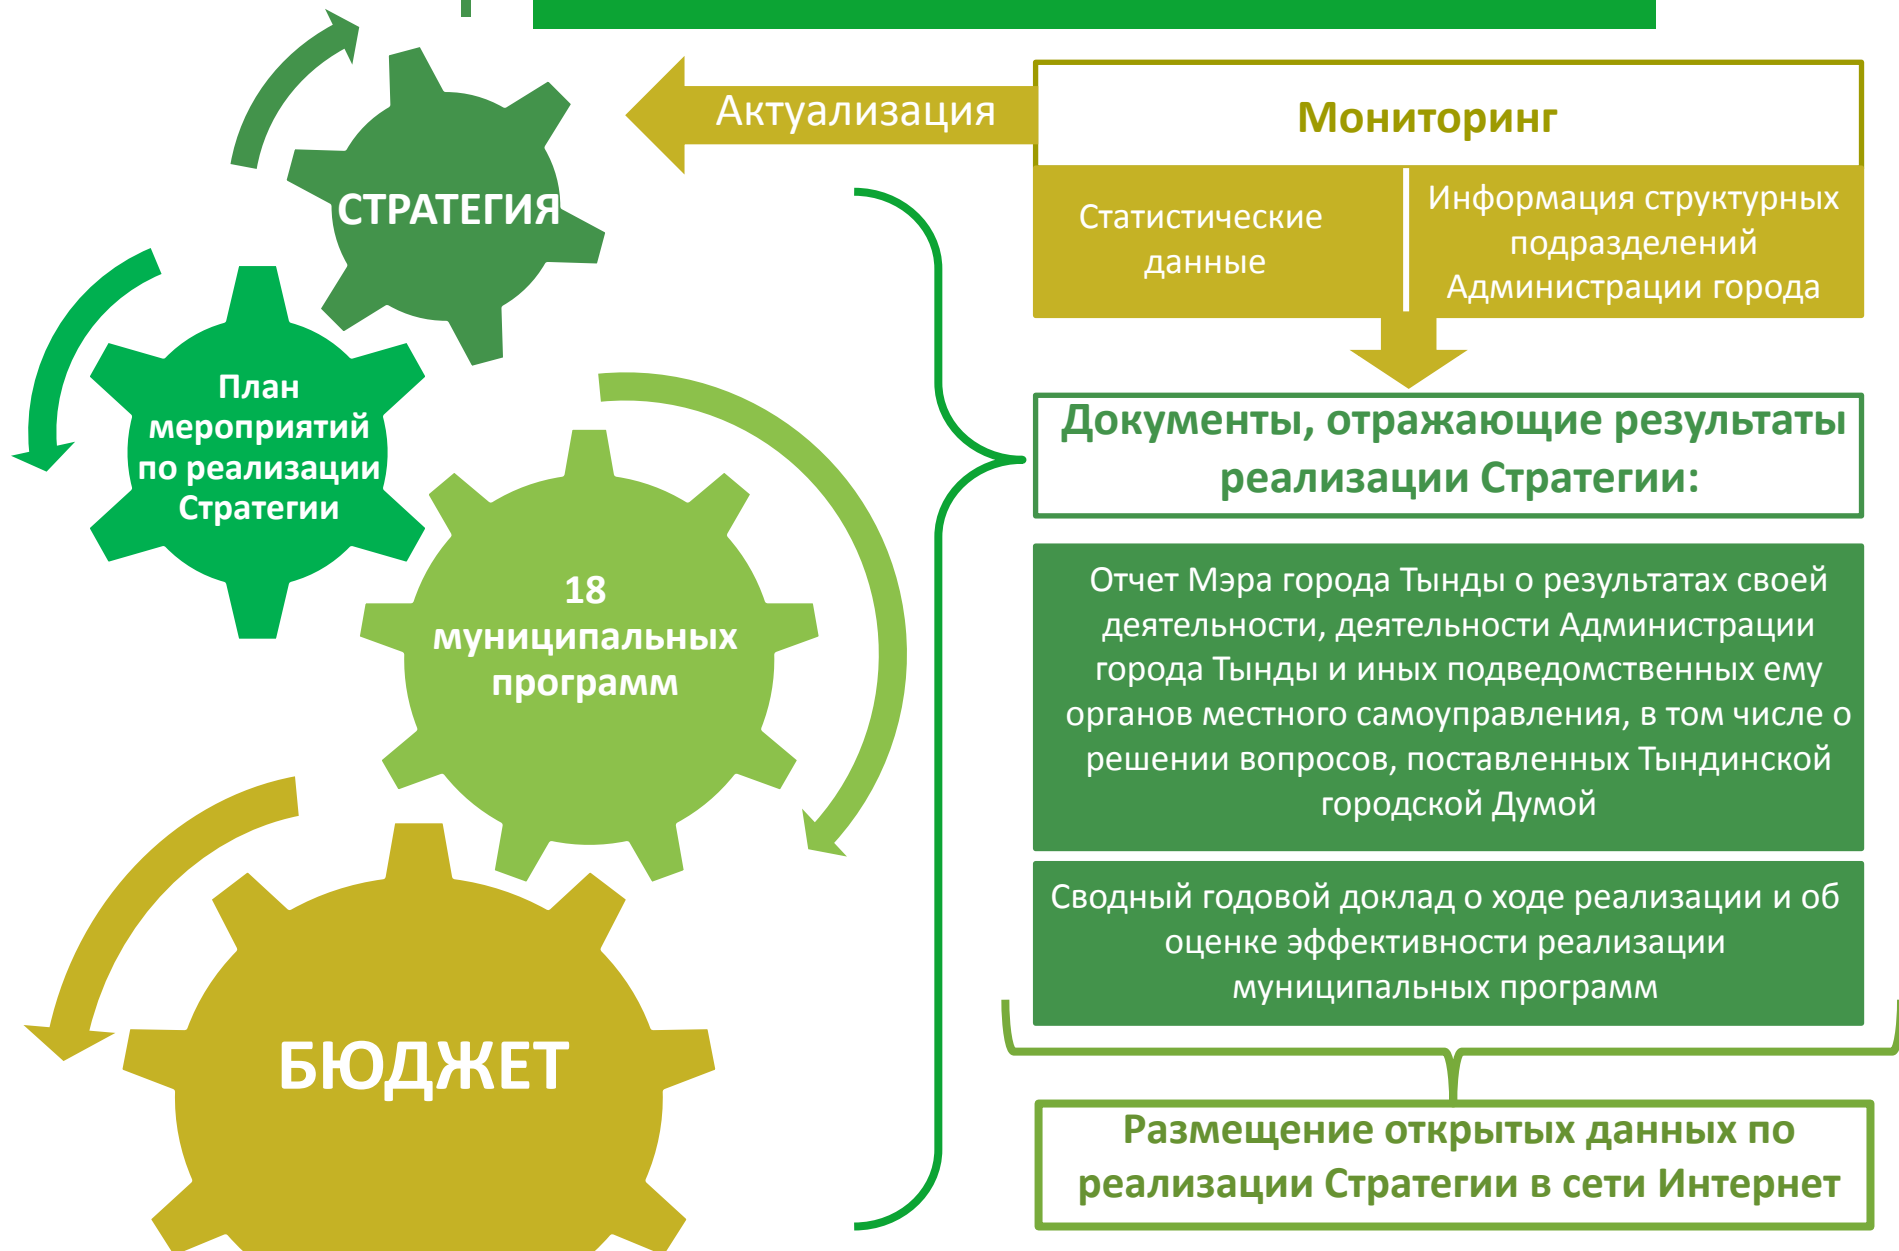 СТРАТЕГИЯ
План
мероприятий
по реализации
Стратегии
18
муниципальных
программ
БЮДЖЕТ
Актуализация
Мониторинг
Статистические
данные
Информация структурных
подразделений
Администрации города
Документы, отражающие результаты
реализации Стратегии:
Отчет Мэра города Тынды о результатах своей
деятельности, деятельности Администрации
города Тынды и иных подведомственных ему
органов местного самоуправления, в том числе о
решении вопросов, поставленных Тындинской
городской Думой
Сводный годовой доклад о ходе реализации и об
оценке эффективности реализации
муниципальных программ
Размещение открытых данных по
реализации Стратегии в сети Интернет